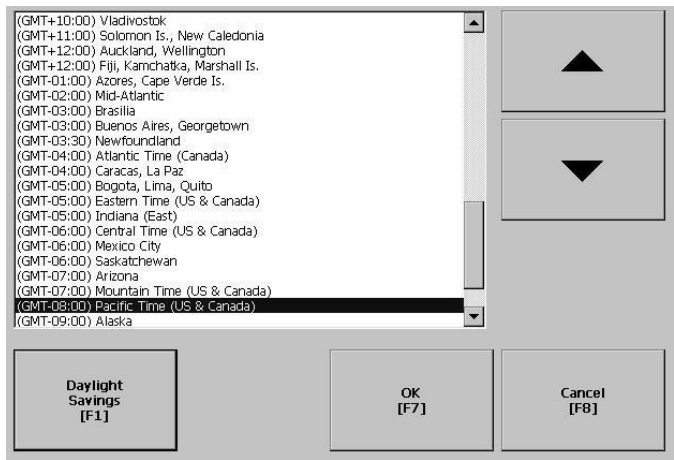 (GMT+10:00) Vladivostok
(GMT+11:00) Solomon Is., New Caledonia
(GMT+12:00) Auckland, Wellington
(GMT+12:00) Fiji, Kamchatka, Marshall Is.
(GMT-01:00) Azores, Cape Verde Is.
(GMT-02:00) Mid-Atlantic
(GMT-03:00) Brasilia
(GMT-03:00) Buenos Aires, Georgetown
(GMT-03:30) Newfoundland
(GMT-04:00) Atlantic Time (Canada)
(GMT-04:00) Caracas, La Paz
(GMT-05:00) Bogota, Lima, Quito
(GMT-05:00) Eastern Time (US & Canada)
(GMT-05:00) Indiana (East)
(GMT-06:00) Central Time (US & Canada)
(GMT-06:00) Mexico City
(GMT-06:00) Saskatchewan
(GMT-07:00) Arizona
(GMT-07:00) Mountain Time (US & Canada)
(GMT-08:00) Pacific Time (US & Canada)
(GMT-09:00) Alaska
Daylight
Savings
[F1]
OK
[F7]
Cancel
[F8]